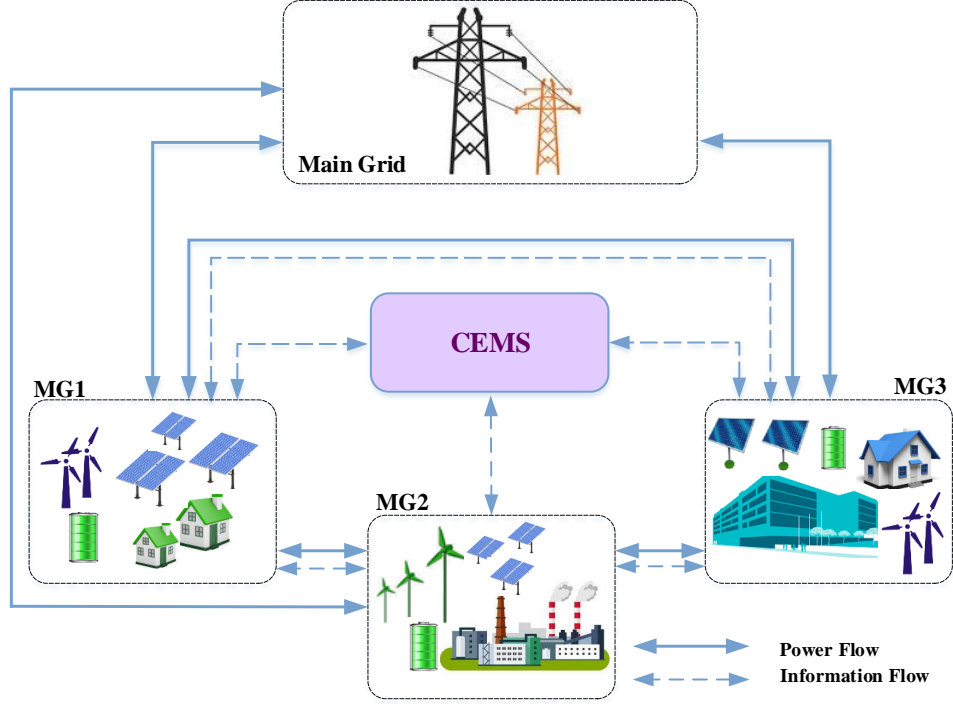 Main Grid
CEMS
MG1
MG3
MG2
Power Flow
Information Flow